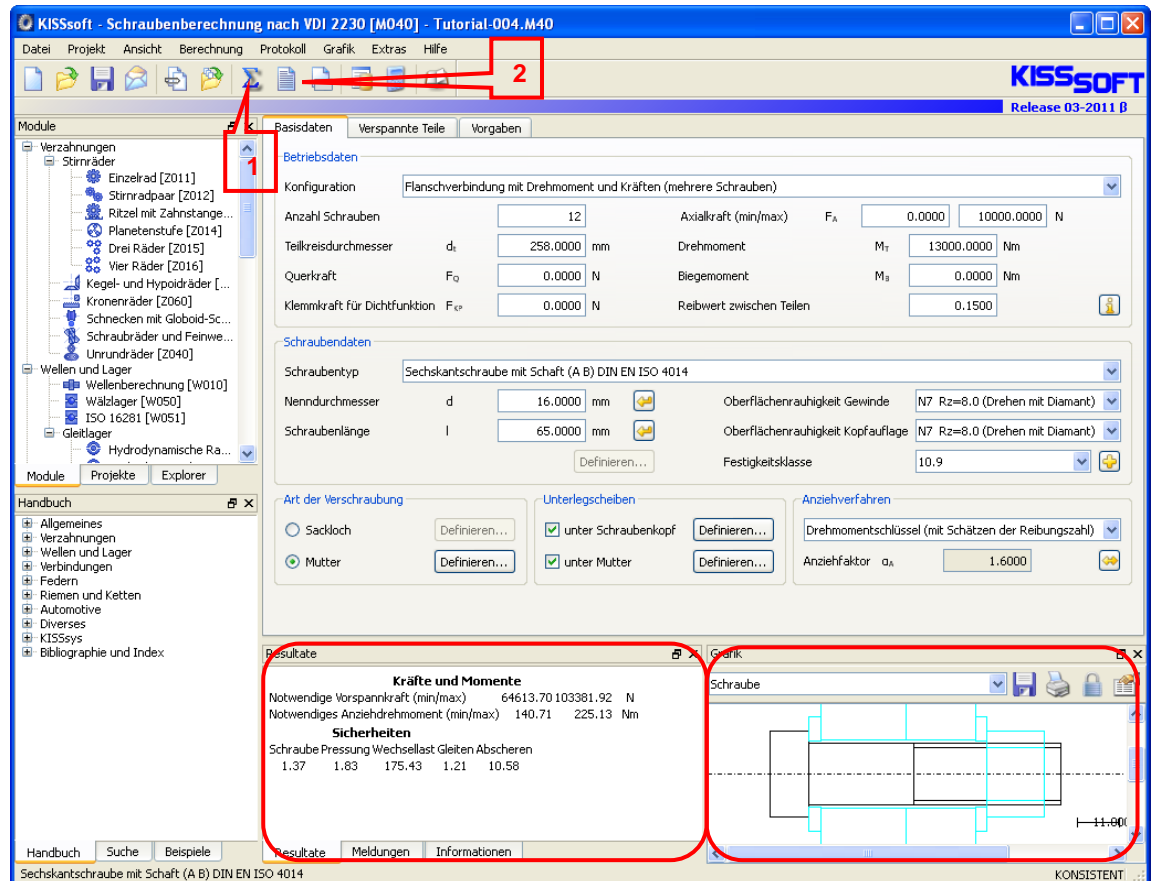 KISSsoft - Schraubenberechnung nach VDI 2230 [M040] - Tutorial-004.M40
Datei Projekt Ansicht Berechnung Protokoll Grafik Extras Hilfe
2
KISSsoft
Release 03-2011 β
Module
1
Verzahnungen
Stirnräder
Einzelrad [Z011]
Stirnradpaar [Z012]
Ritzel mit Zahnstange...
Planetenstufe [Z014]
Drei Räder [Z015]
Vier Räder [Z016]
Kegel- und Hypoidräder [...
Kronenräder [Z060]
Schnecken mit Globoid-Sc...
Schraubräder und Feinwe...
Unrundräder [Z040]
Wellen und Lager
Wellenberechnung [W010]
Wälzlager [W050]
ISO 16281 [W051]
Gleitlager
Hydrodynamische Ra...
Module Projekte Explorer
Handbuch
Allgemeines
Verzahnungen
Wellen und Lager
Verbindungen
Federn
Riemen und Ketten
Automotive
Diverses
KISSsys
Bibliographie und Index
Handbuch Suche Beispiele
Basisdaten Verspannte Teile Vorgaben
Betriebsdaten
Konfiguration Flanschverbindung mit Drehmoment und Kräften (mehrere Schrauben)
Anzahl Schrauben 12 Axialkraft (min/max) FA 0.0000 10000.0000 N
Teilkreisdurchmesser dt 258.0000 mm Drehmoment MT 13000.0000 Nm
Querkraft FQ 0.0000 N Biegemoment MB 0.0000 Nm
Klemmkraft für Dichtfunktion FKP 0.0000 N Reibwert zwischen Teilen 0.1500
Schraubendaten
Schraubentyp Sechskantschraube mit Schaft (A B) DIN EN ISO 4014
Nenndurchmesser d 16.0000 mm Oberflächenrauhigkeit Gewinde N7 Rz=8.0 (Drehen mit Diamant)
Schraubenlänge l 65.0000 mm Oberflächenrauhigkeit Kopfauflage N7 Rz=8.0 (Drehen mit Diamant)
Definieren... Festigkeitsklasse 10.9
Art der Verschraubung Unterlegscheiben Anziehverfahren
Sackloch Definieren... unter Schraubenkopf Definieren... Drehmomentschlüssel (mit Schätzen der Reibungszahl)
Mutter Definieren... unter Mutter Definieren... Anziehfaktor αA 1.6000
Resultate
Kräfte und Momente
Notwendige Vorspannkraft (min/max) 64613.70 103381.92 N
Notwendiges Anziehdrehmoment (min/max) 140.71 225.13 Nm
Sicherheiten
Schraube Pressung Wechsellast Gleiten Abscheren
1.37 1.83 175.43 1.21 10.58
Resultate Meldungen Informationen
Grafik
Schraube
Sechskantschraube mit Schaft (A B) DIN EN ISO 4014
KONSISTENT